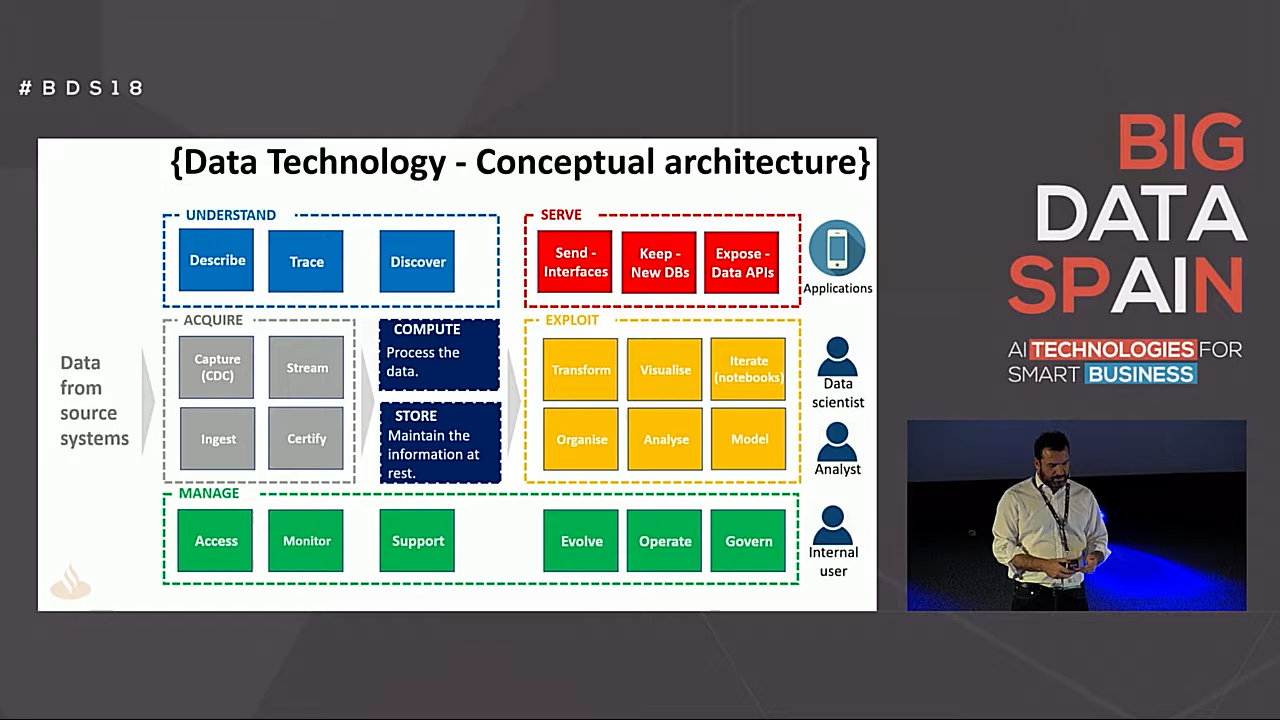 #BDS18
{Data Technology - Conceptual architecture}
UNDERSTAND
Describe
Trace
Discover
SERVE
Send -
Interfaces
Keep -
New DBs
Expose -
Data APIs
Applications
Data
from
source
systems
ACQUIRE
Capture
(CDC)
Stream
Ingest
Certify
COMPUTE
Process the
data.
STORE
Maintain the
information at
rest.
EXPLOIT
Transform
Visualise
Iterate
(notebooks)
Organise
Analyse
Model
Data
scientist
Analyst
MANAGE
Access
Monitor
Support
Evolve
Operate
Govern
Internal
user
BIG
DATA
SPAIN
AI TECHNOLOGIES FOR
SMART BUSINESS